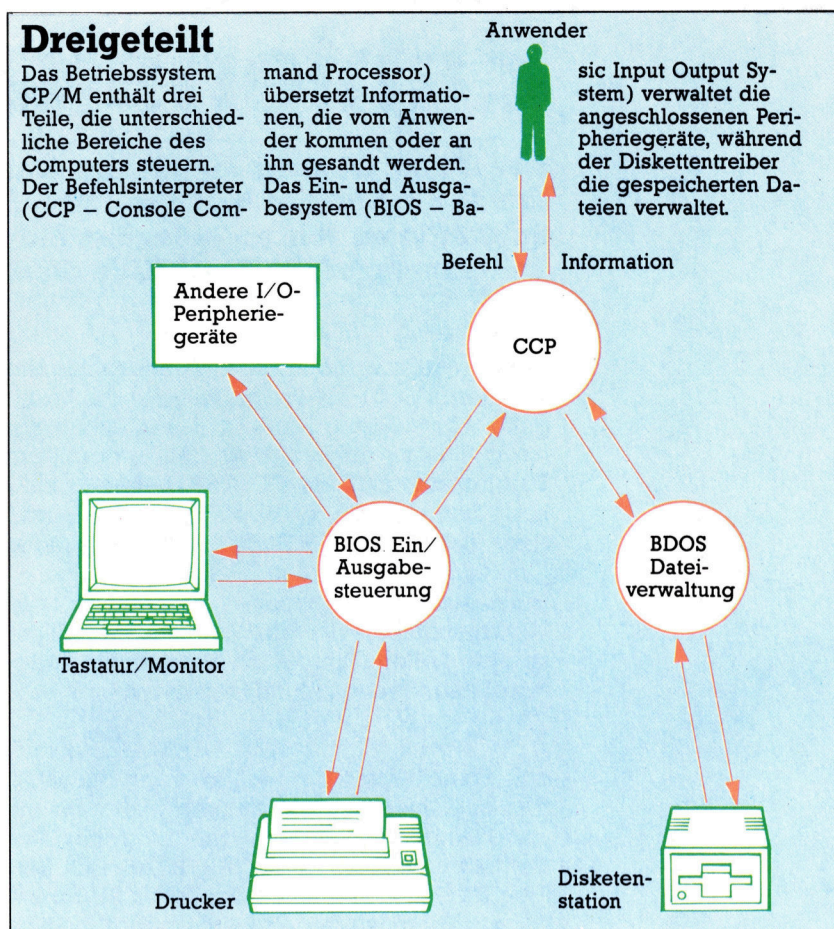 Dreigeteilt
Das Betriebssystem
CP/M enthält drei
Teile, die unterschied-
liche Bereiche des
Computers steuern.
Der Befehlsinterpreter
(CCP – Console Com-
mand Processor)
übersetzt Informatio-
nen, die vom Anwen-
der kommen oder an
ihn gesandt werden.
Das Ein- und Ausga-
besystem (BIOS – Ba-
sic Input Output Sy-
stem) verwaltet die
angeschlossenen Peri-
pheriegeräte, während
der Diskettentreiber
die gespeicherten Da-
teien verwaltet.
Anwender
Befehl
Information
Andere I/O-
Peripherie-
geräte
CCP
BIOS Ein/
Ausgabe-
steuerung
BDOS
Datei-
verwaltung
Tastatur/Monitor
Drucker
Disketen-
station